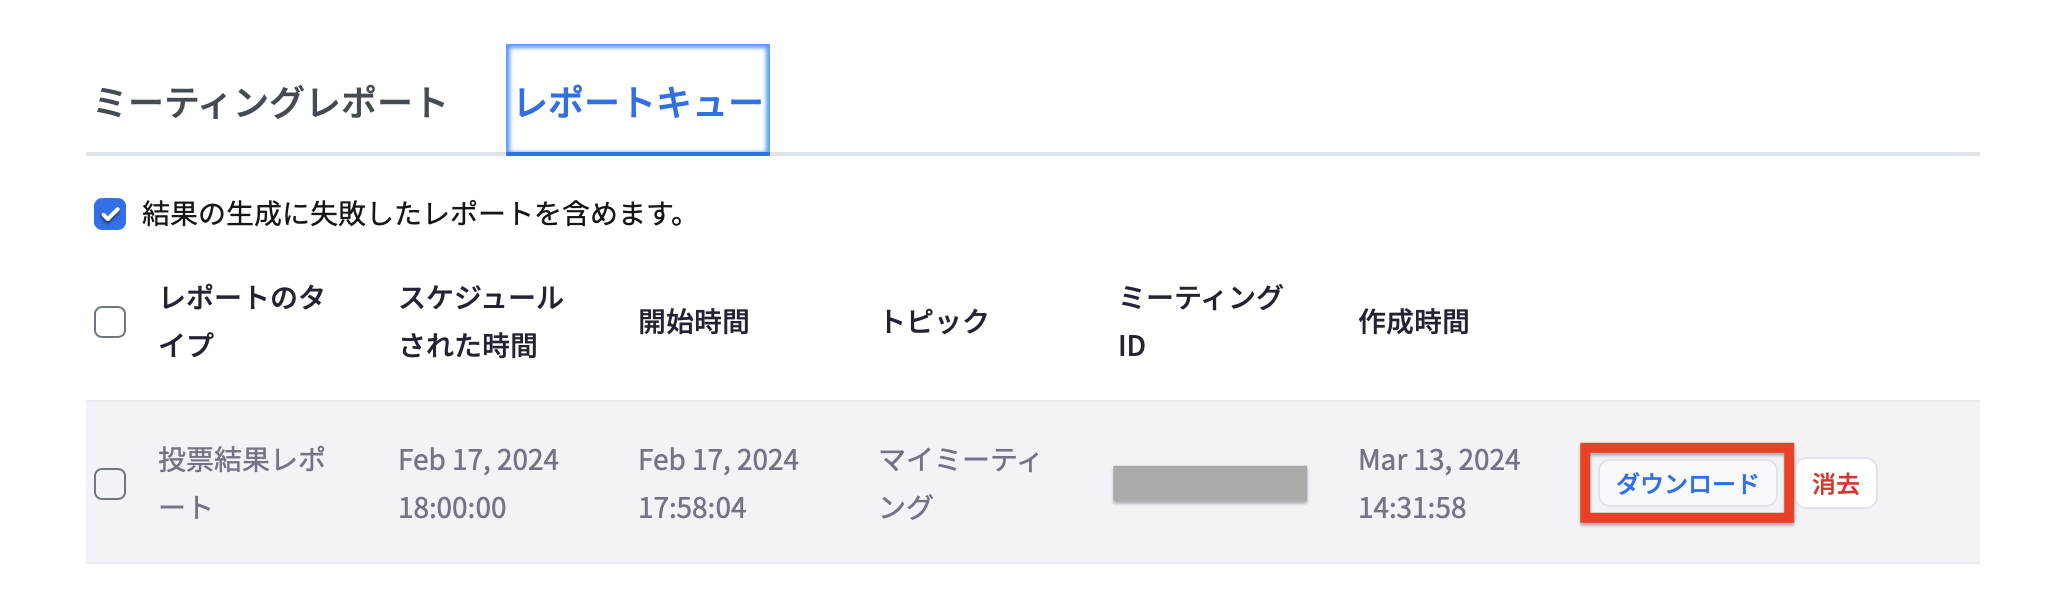 ミーティングレポート レポートキュー
結果の生成に失敗したレポートを含めます。
レポートのタイプ スケジュールされた時間 開始時間 トピック ミーティングID 作成時間
投票結果レポート Feb 17, 2024 18:00:00 Feb 17, 2024 17:58:04 マイミーティング Mar 13, 2024 14:31:58 ダウンロード 消去